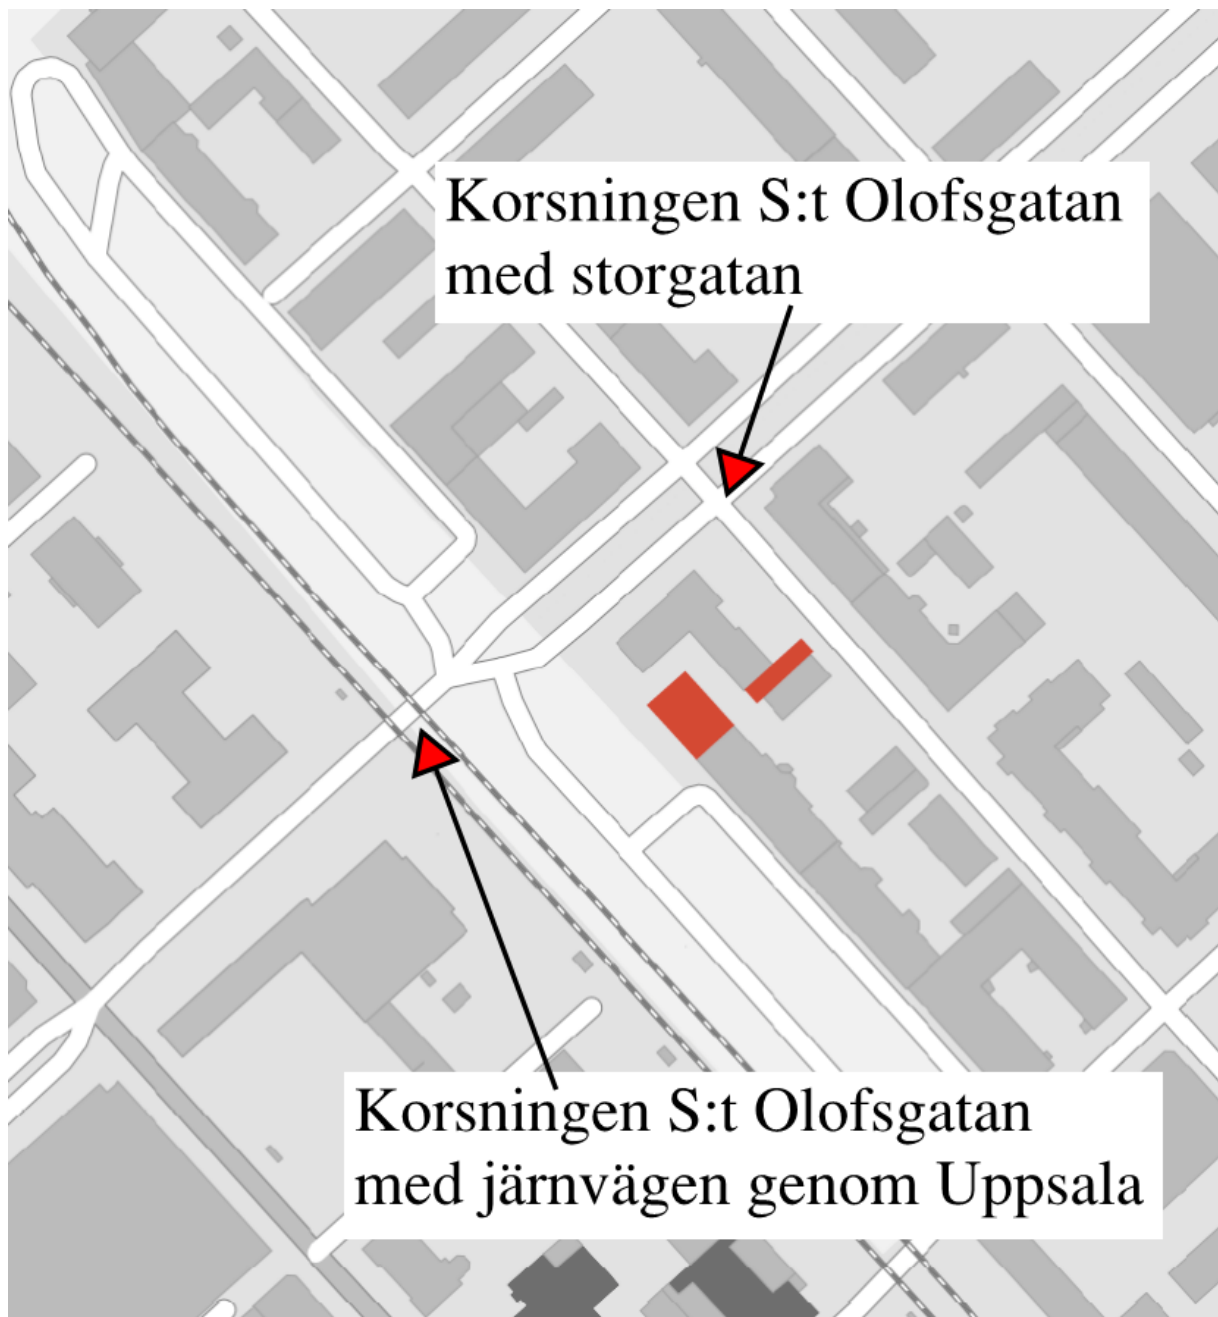 Korsningen S:t Olofsgatan
med storgatan
Korsningen S:t Olofsgatan
med järnvägen genom Uppsala